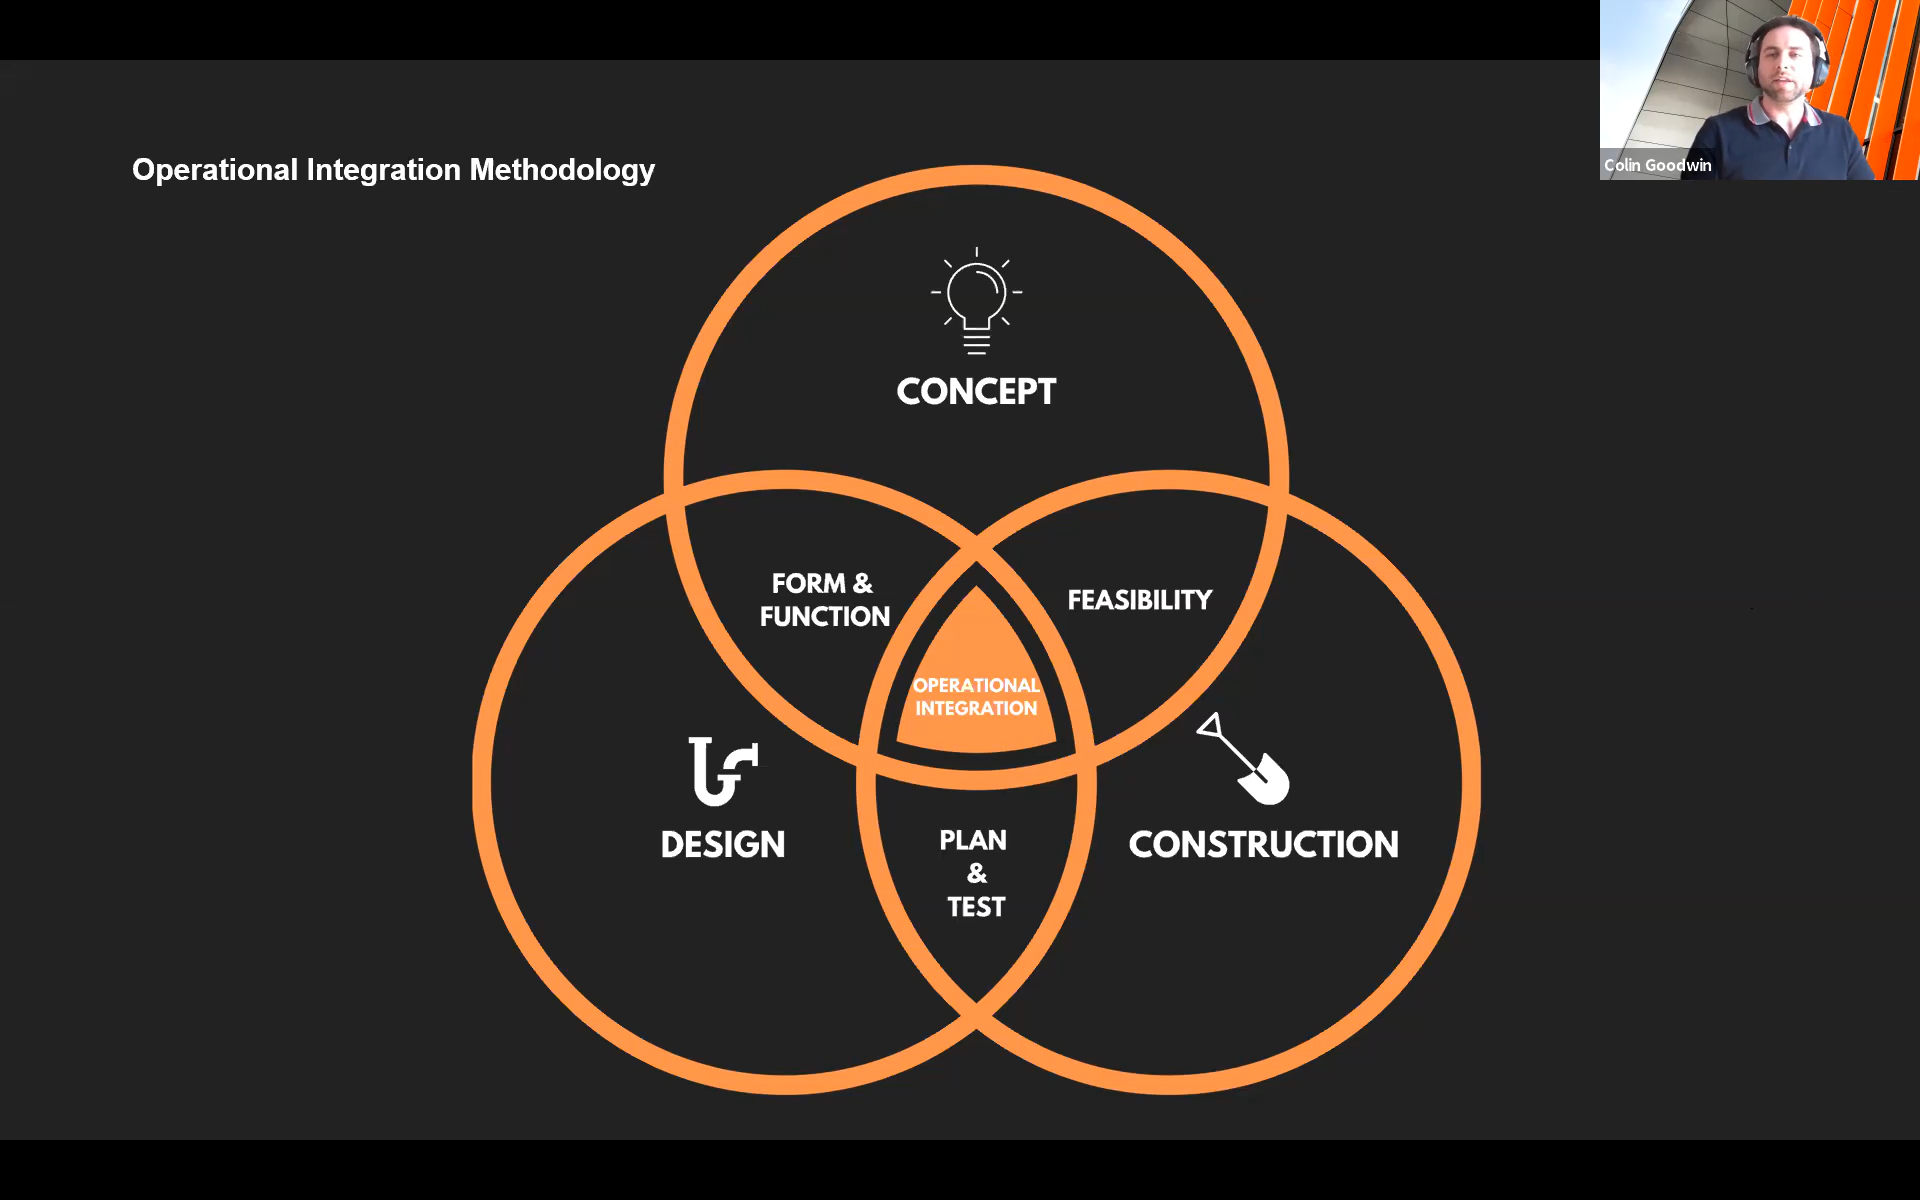 Colin Goodwin
Operational Integration Methodology
CONCEPT
FORM &
FUNCTION
FEASIBILITY
OPERATIONAL
INTEGRATION
DESIGN
CONSTRUCTION
PLAN
&
TEST